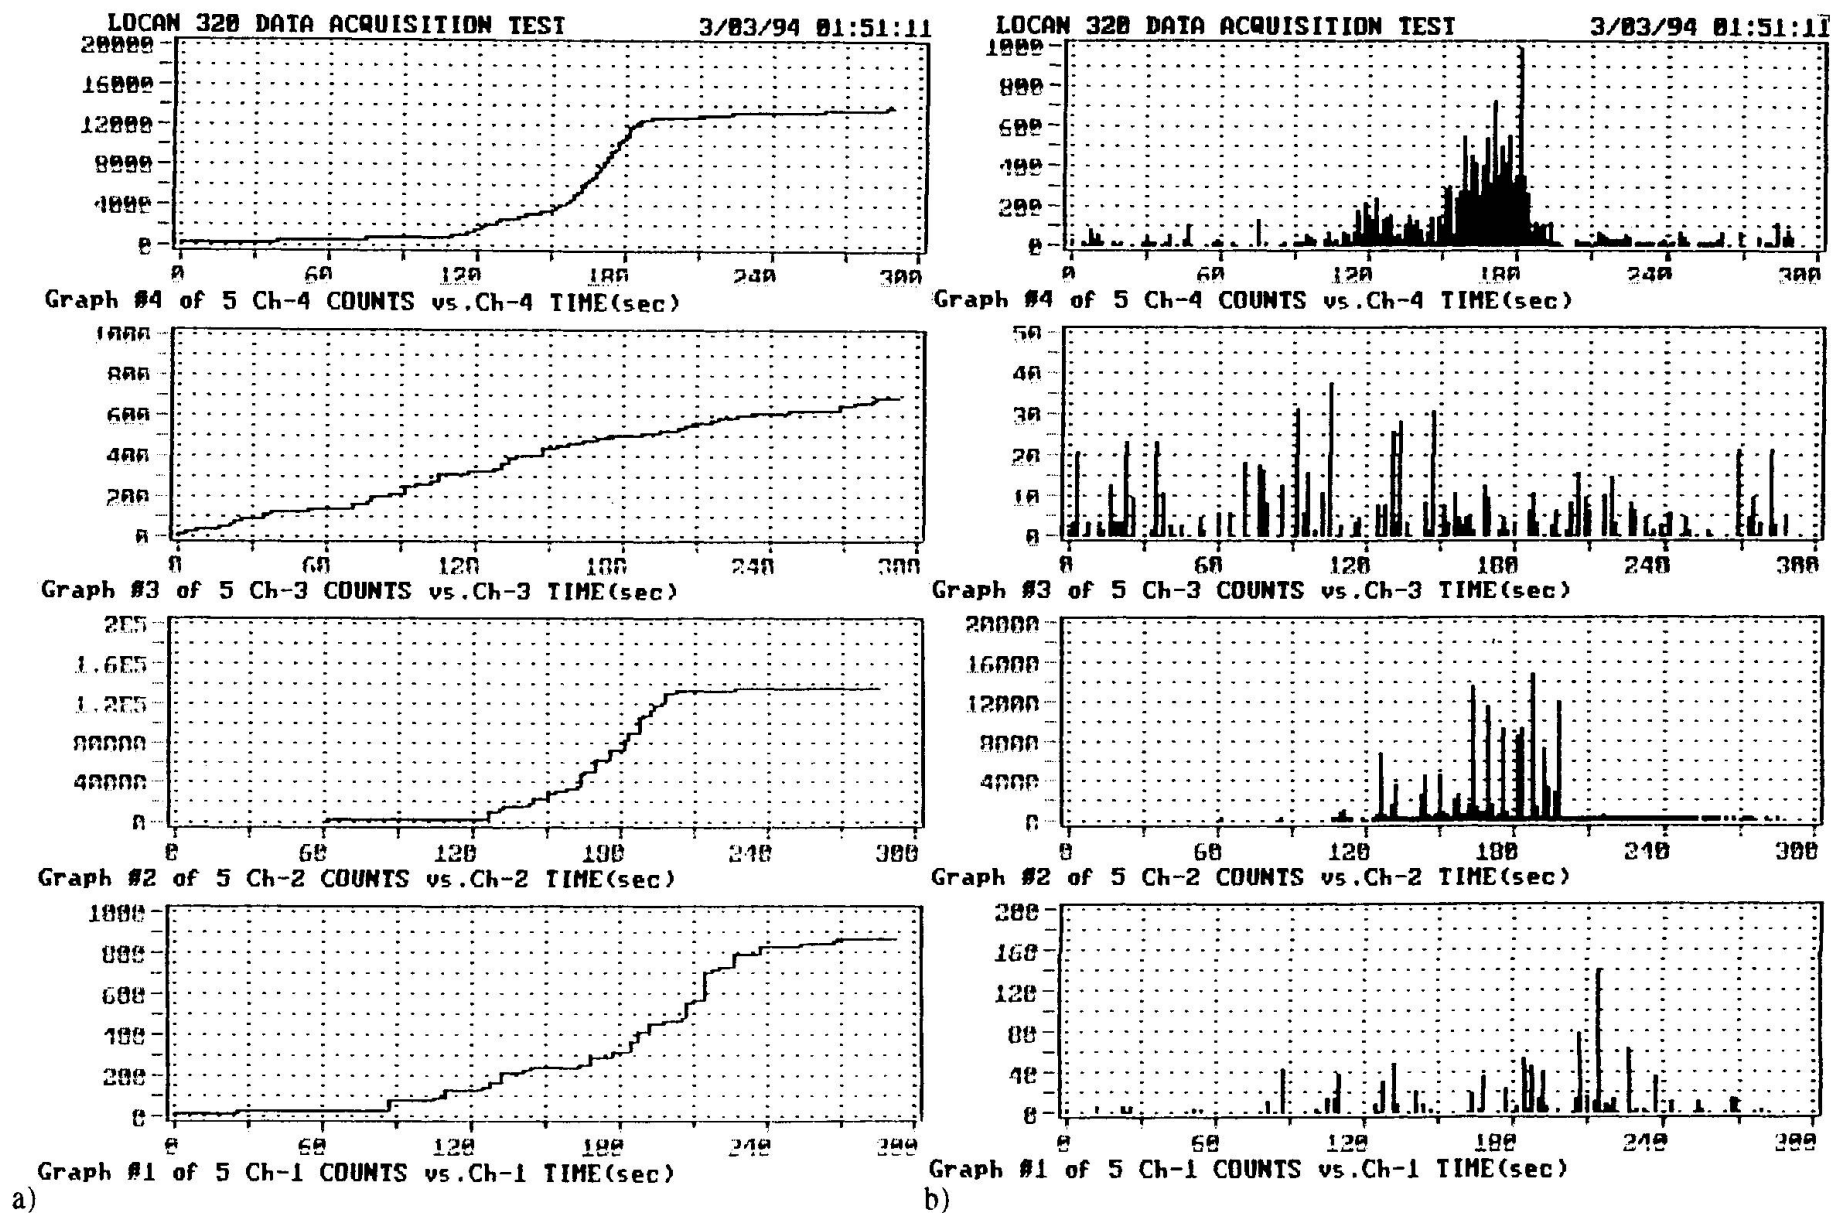 LOCAN 320 DATA ACQUISITION TEST 3/03/94 01:51:11
20000
16000
12000
8000
4000
0
0 60 120 180 240 300
Graph #4 of 5 Ch-4 COUNTS vs.Ch-4 TIME(sec)
1000
800
600
400
200
0
0 60 120 180 240 300
Graph #3 of 5 Ch-3 COUNTS vs.Ch-3 TIME(sec)
2E5
1.6E5
1.2E5
80000
40000
0
0 60 120 180 240 300
Graph #2 of 5 Ch-2 COUNTS vs.Ch-2 TIME(sec)
1000
800
600
400
200
0
0 60 120 180 240 300
Graph #1 of 5 Ch-1 COUNTS vs.Ch-1 TIME(sec)
a)
LOCAN 320 DATA ACQUISITION TEST 3/03/94 01:51:11
1000
800
600
400
200
0
0 60 120 180 240 300
Graph #4 of 5 Ch-4 COUNTS vs.Ch-4 TIME(sec)
50
40
30
20
10
0
0 60 120 180 240 300
Graph #3 of 5 Ch-3 COUNTS vs.Ch-3 TIME(sec)
20000
16000
12000
8000
4000
0
0 60 120 180 240 300
Graph #2 of 5 Ch-2 COUNTS vs.Ch-2 TIME(sec)
200
160
120
80
40
0
0 60 120 180 240 300
Graph #1 of 5 Ch-1 COUNTS vs.Ch-1 TIME(sec)
b)